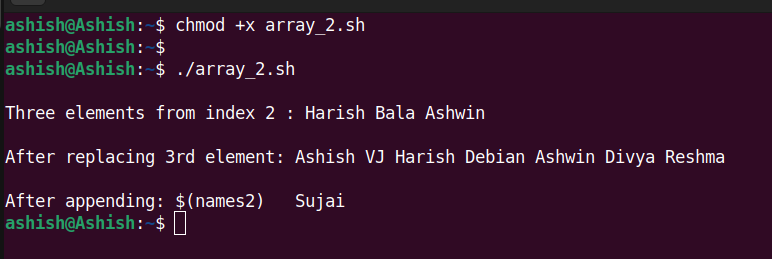 ashish@Ashish:~$ chmod +x array_2.sh
ashish@Ashish:~$
ashish@Ashish:~$ ./array_2.sh
Three elements from index 2 : Harish Bala Ashwin
After replacing 3rd element: Ashish VJ Harish Debian Ashwin Divya Reshma
After appending: $(names2)   Sujai
ashish@Ashish:~$